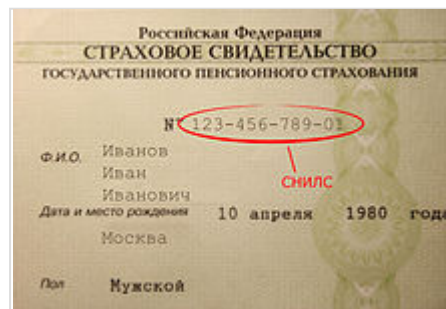 Российская Федерация
СТРАХОВОЕ СВИДЕТЕЛЬСТВО
ГОСУДАРСТВЕННОГО ПЕНСИОННОГО СТРАХОВАНИЯ
№ 123-456-789-01
СНИЛС
Ф.И.О. Иванов
Иван
Иванович
Дата и место рождения 10 апреля 1980 года
Москва
Пол Мужской